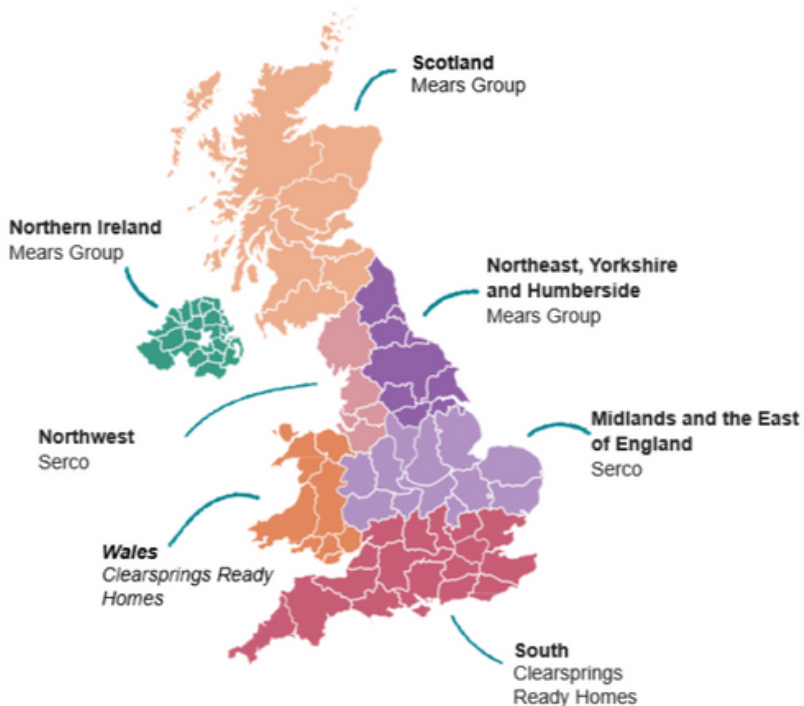 Scotland
Mears Group
Northern Ireland
Mears Group
Northeast, Yorkshire
and Humberside
Mears Group
Northwest
Serco
Midlands and the East
of England
Serco
Wales
Clearsprings Ready
Homes
South
Clearsprings
Ready Homes